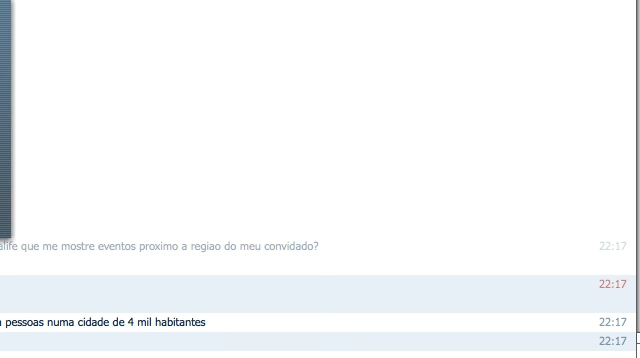 alife que me mostre eventos proximo a regiao do meu convidado? 22:17
22:17
pessoas numa cidade de 4 mil habitantes 22:17
22:17